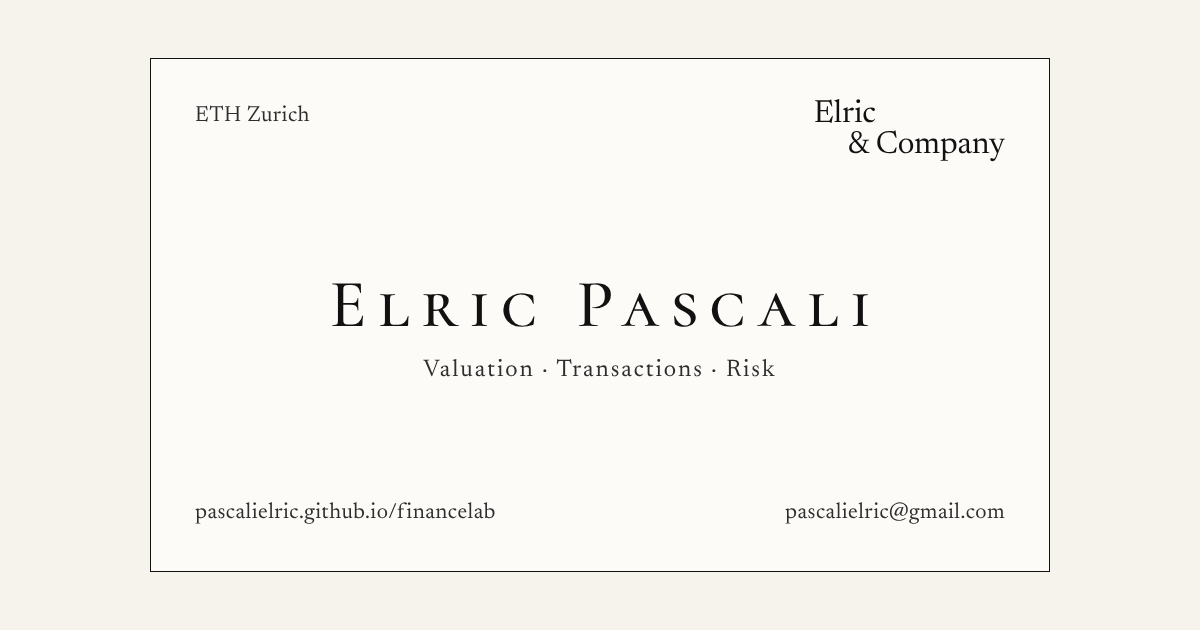 ETH Zurich
Elric
& Company
Elric Pascali
Valuation · Transactions · Risk
pascalielric.github.io/financelab
pascalielric@gmail.com